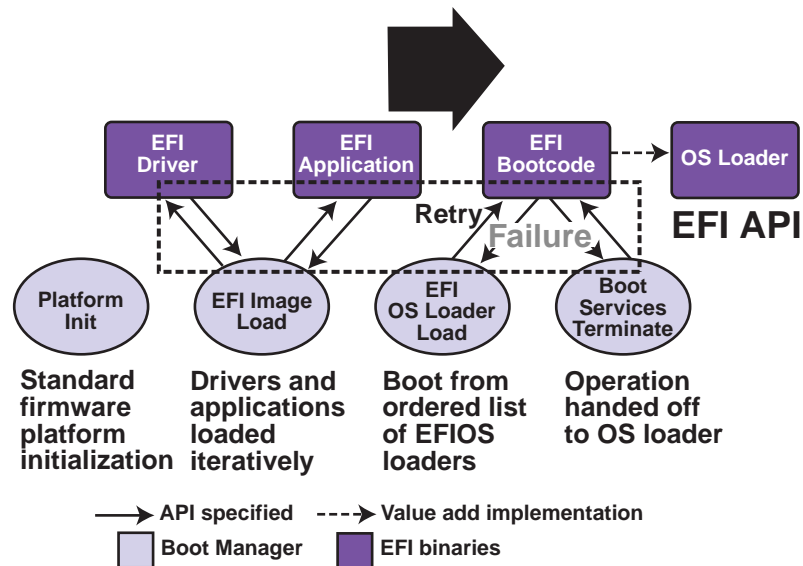 EFI
Driver
EFI
Application
EFI
Bootcode
OS Loader
Retry
Failure
EFI API
Platform
Init
EFI Image
Load
EFI
OS Loader
Load
Boot
Services
Terminate
Standard
firmware
platform
initialization
Drivers and
applications
loaded
iteratively
Boot from
ordered list
of EFIOS
loaders
Operation
handed off
to OS loader
API specified
Value add implementation
Boot Manager
EFI binaries